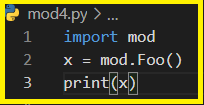 mod4.py > ...
1 import mod
2 x = mod.Foo()
3 print(x)